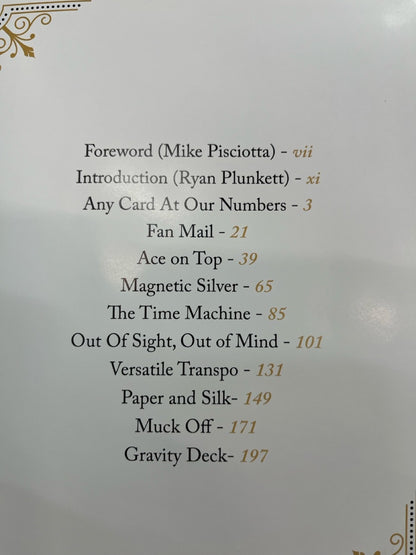 Foreword (Mike Pisciotta) - vii
Introduction (Ryan Plunkett) - xi
Any Card At Our Numbers - 3
Fan Mail - 21
Ace on Top - 39
Magnetic Silver - 65
The Time Machine - 85
Out Of Sight, Out of Mind - 101
Versatile Transpo - 131
Paper and Silk- 149
Muck Off - 171
Gravity Deck- 197